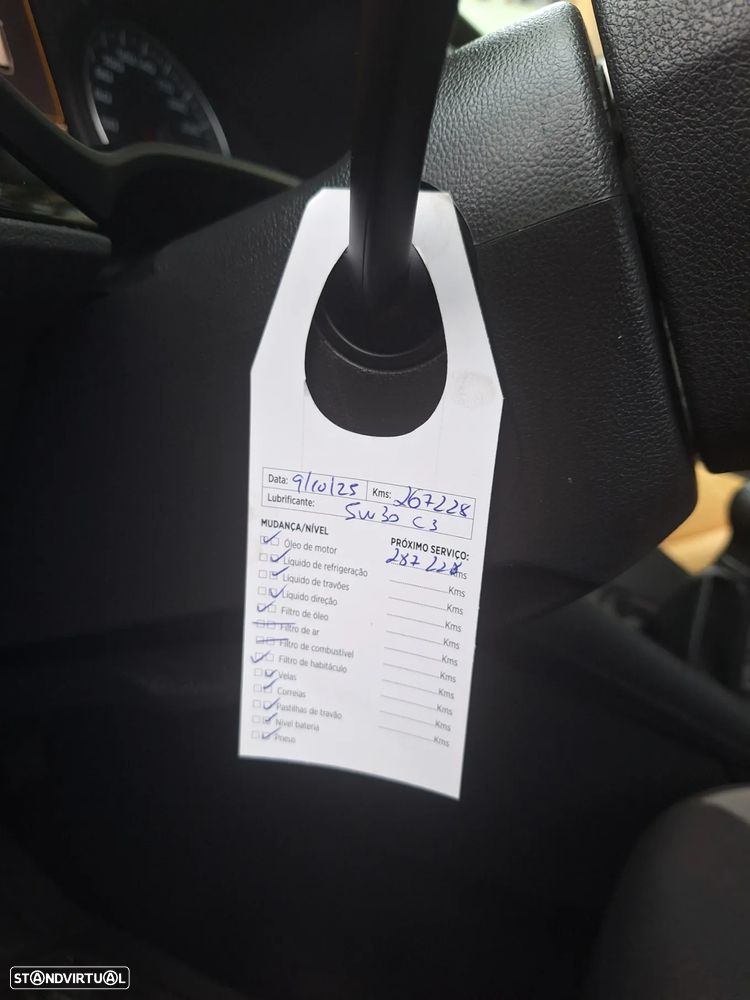 Data: 9/10/25 Kms: 267228
Lubrificante: 5W30 C3
MUDANÇA/NÍVEL PRÓXIMO SERVIÇO:
Óleo de motor 287 228 Kms
Líquido de refrigeração Kms
Líquido de travões Kms
Líquido direção Kms
Filtro de óleo Kms
Filtro de ar Kms
Filtro de combustível Kms
Filtro de habitáculo Kms
Velas Kms
Correias Kms
Pastilhas de travão Kms
Nível bateria
Pneus
STANDVIRTUAL